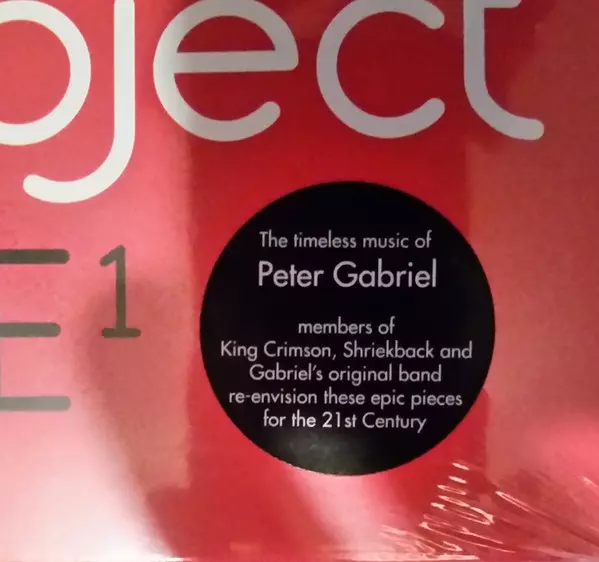 oject
E1
The timeless music of
Peter Gabriel
members of
King Crimson, Shriekback and
Gabriel's original band
re-envision these epic pieces
for the 21st Century